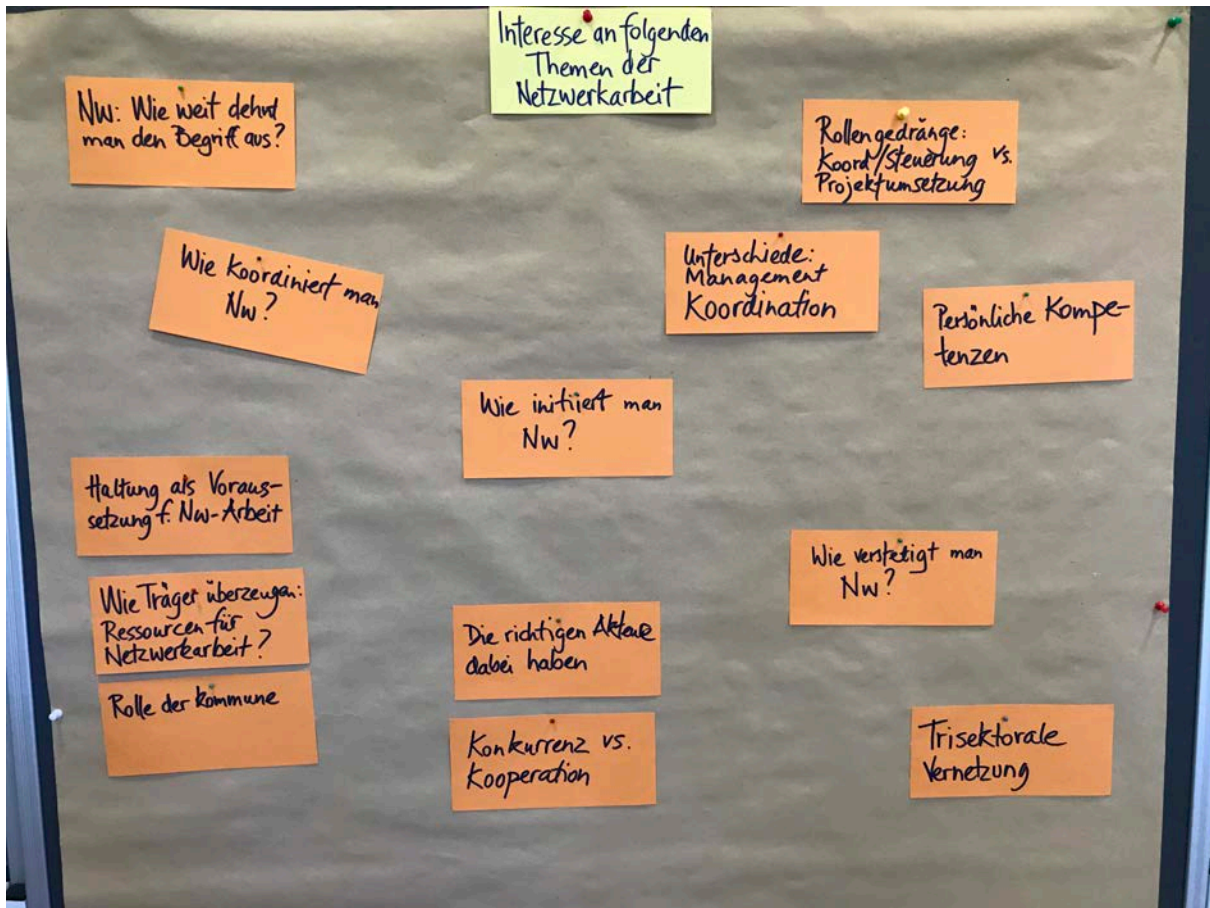 Interesse an folgenden
Themen der
Netzwerkarbeit
Nw: Wie weit dehnt
man den Begriff aus?
Rollengedränge:
Koord/Steuerung vs.
Projektumsetzung
Wie koordiniert man
Nw?
Unterschiede:
Management
Koordination
Persönliche Kompe-
tenzen
Wie initiiert man
Nw?
Haltung als Voraus-
setzung f. Nw-Arbeit
Wie verstetigt man
Nw?
Wie Träger überzeugen:
Ressourcen für
Netzwerkarbeit?
Die richtigen Akteure
dabei haben
Rolle der Kommune
Konkurrenz vs.
Kooperation
Trisektorale
Vernetzung